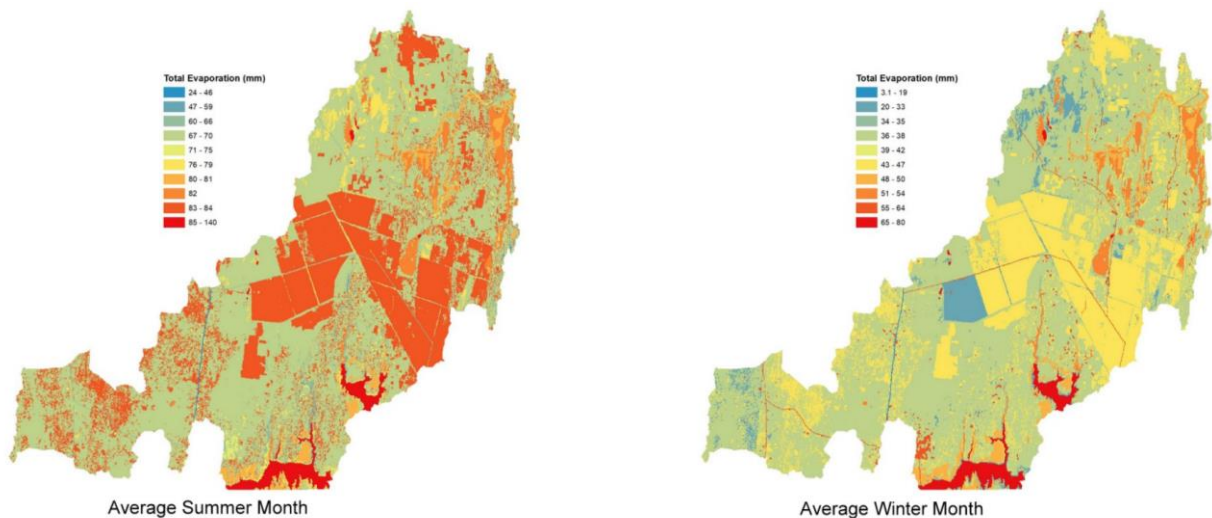 Total Evaporation (mm)
24 - 46
47 - 59
60 - 66
67 - 70
71 - 75
76 - 79
80 - 81
82
83 - 84
85 - 140
Average Summer Month
Total Evaporation (mm)
3.1 - 19
20 - 33
34 - 35
36 - 38
39 - 42
43 - 47
48 - 50
51 - 54
55 - 64
65 - 80
Average Winter Month